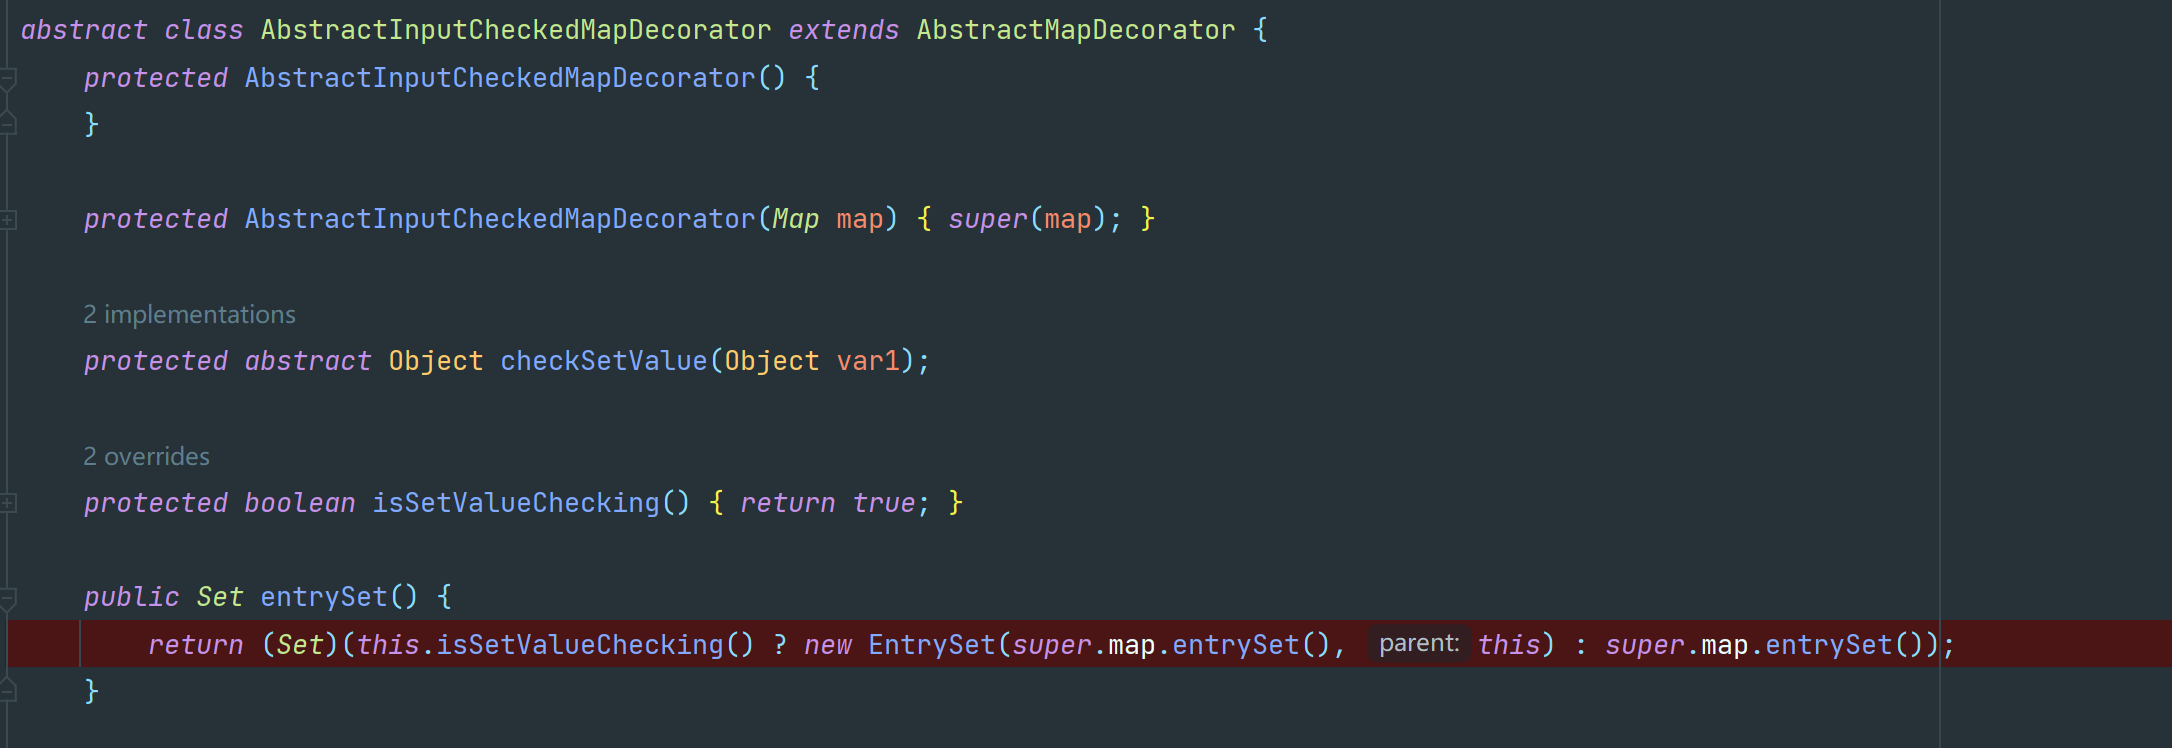 abstract class AbstractInputCheckedMapDecorator extends AbstractMapDecorator {
protected AbstractInputCheckedMapDecorator() {
}
protected AbstractInputCheckedMapDecorator(Map map) { super(map); }
2 implementations
protected abstract Object checkSetValue(Object var1);
2 overrides
protected boolean isSetValueChecking() { return true; }
public Set entrySet() {
return (Set)(this.isSetValueChecking() ? new EntrySet(super.map.entrySet(), parent: this) : super.map.entrySet());
}